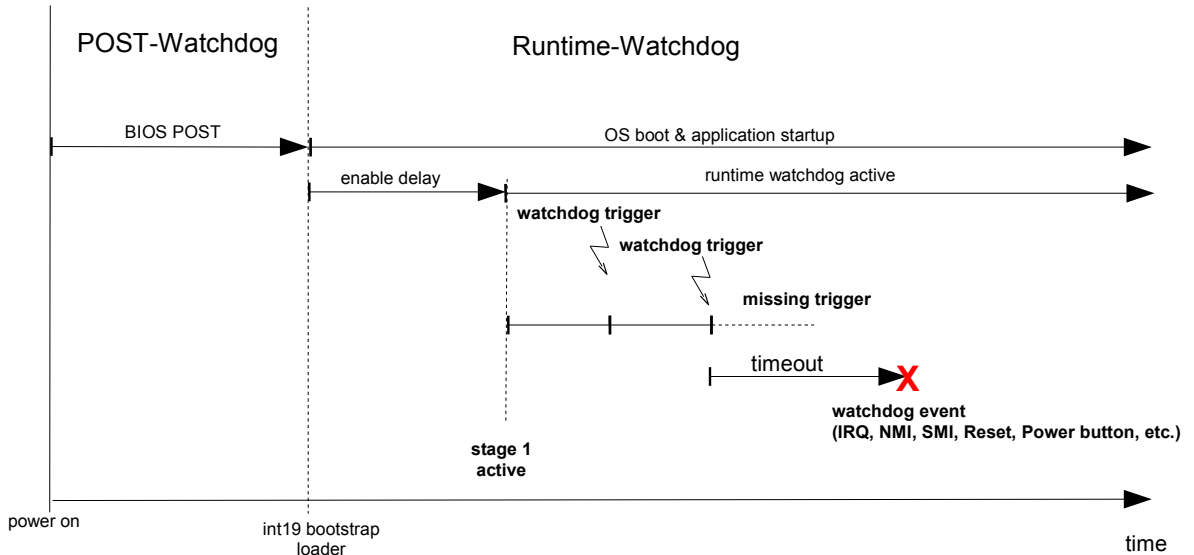 POST-Watchdog
Runtime-Watchdog
BIOS POST
OS boot & application startup
enable delay
runtime watchdog active
watchdog trigger
watchdog trigger
missing trigger
timeout
X
watchdog event
(IRQ, NMI, SMI, Reset, Power button, etc.)
stage 1
active
power on
int19 bootstrap
loader
time